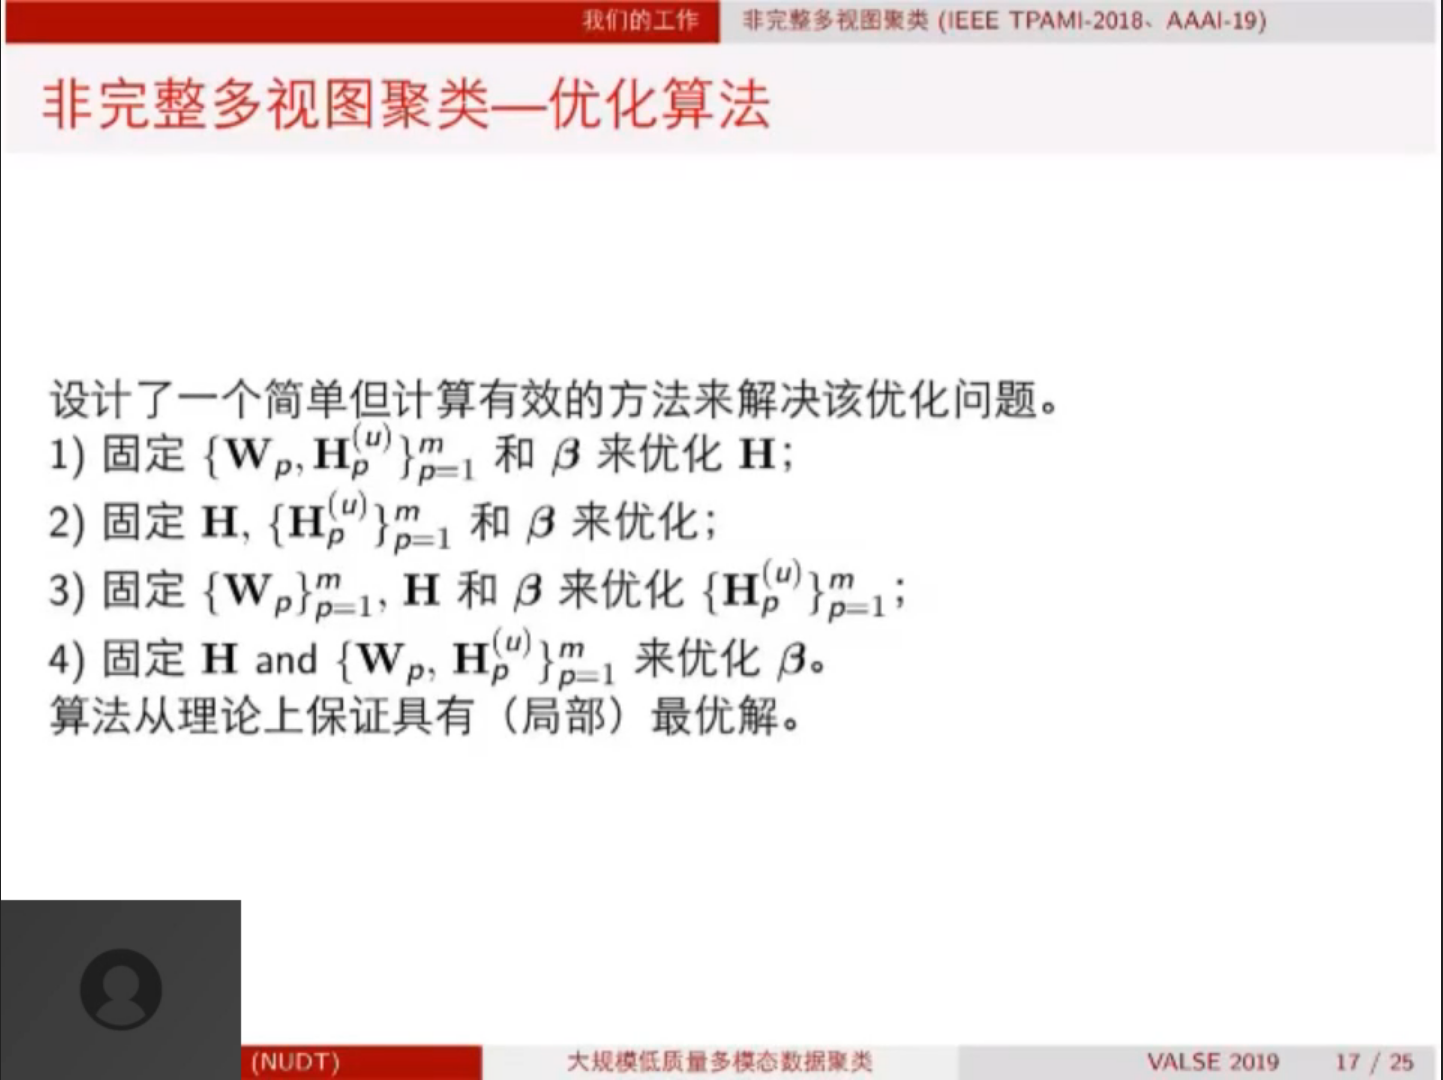 我们的工作 非完整多视图聚类 (IEEE TPAMI-2018、AAAI-19)
非完整多视图聚类—优化算法
设计了一个简单但计算有效的方法来解决该优化问题。
1) 固定 {W_p, H_p^{(u)}}_{p=1}^m 和 β 来优化 H;
2) 固定 H, {H_p^{(u)}}_{p=1}^m 和 β 来优化;
3) 固定 {W_p}_{p=1}^m, H 和 β 来优化 {H_p^{(u)}}_{p=1}^m;
4) 固定 H and {W_p, H_p^{(u)}}_{p=1}^m 来优化 β。
算法从理论上保证具有（局部）最优解。
(NUDT) 大规模低质量多模态数据聚类 VALSE 2019 17 / 25